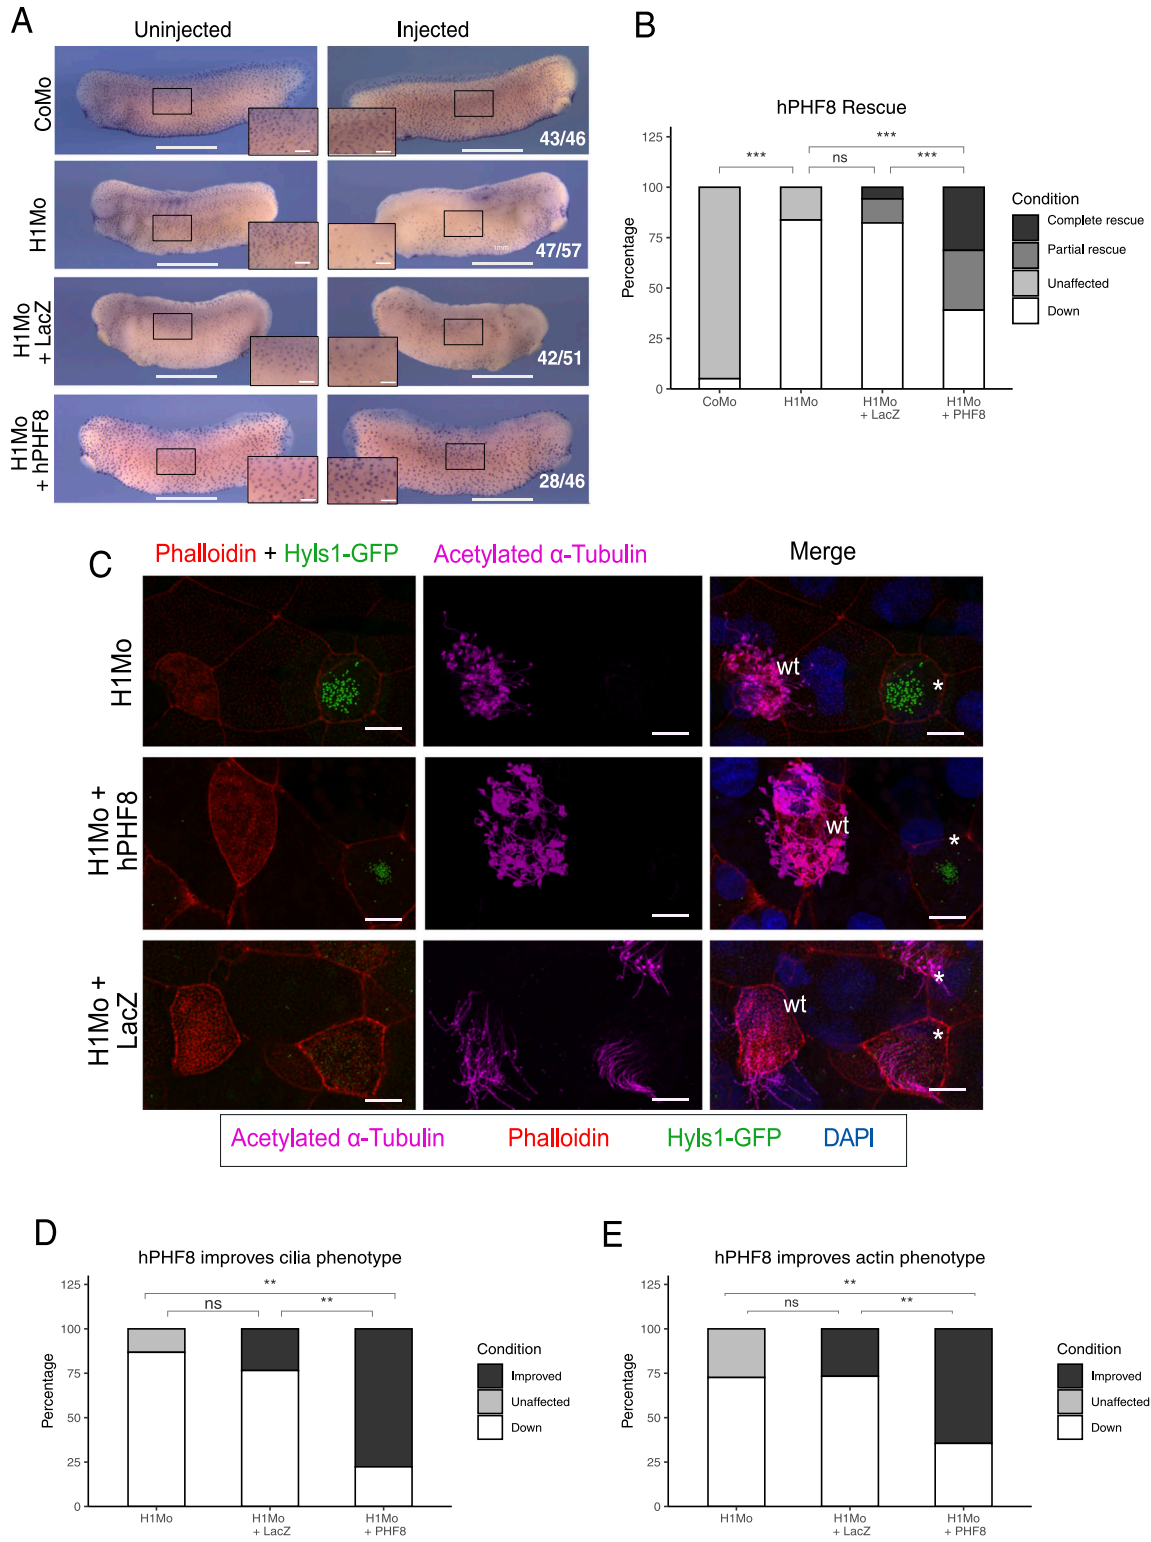 A
Uninjected
Injected
CoMo
43/46
H1Mo
1mm
47/57
H1Mo
+ LacZ
42/51
H1Mo
+ hPHF8
28/46
B
hPHF8 Rescue
Percentage
125
100
75
50
25
0
***
***
ns
***
CoMo
H1Mo
H1Mo
+ LacZ
H1Mo
+ PHF8
Condition
Complete rescue
Partial rescue
Unaffected
Down
C
Phalloidin + Hyls1-GFP
Acetylated α-Tubulin
Merge
H1Mo
wt
*
H1Mo +
hPHF8
wt
*
H1Mo +
LacZ
wt
*
*
Acetylated α-Tubulin Phalloidin Hyls1-GFP DAPI
D
hPHF8 improves cilia phenotype
Percentage
125
100
75
50
25
0
**
ns
**
H1Mo
H1Mo
+ LacZ
H1Mo
+ PHF8
Condition
Improved
Unaffected
Down
E
hPHF8 improves actin phenotype
Percentage
125
100
75
50
25
0
**
ns
**
H1Mo
H1Mo
+ LacZ
H1Mo
+ PHF8
Condition
Improved
Unaffected
Down